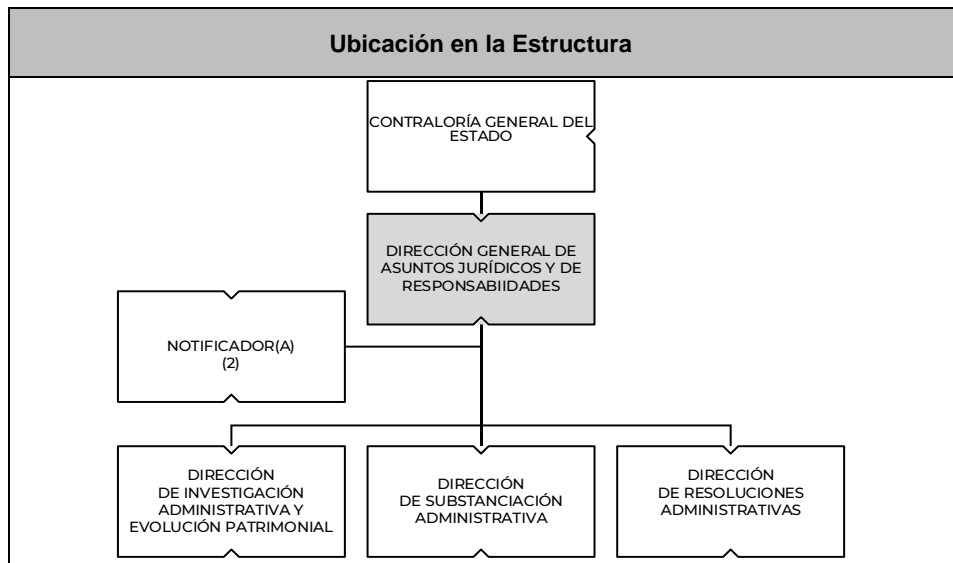 Ubicación en la Estructura
CONTRALORÍA GENERAL DEL
ESTADO
DIRECCIÓN GENERAL DE
ASUNTOS JURÍDICOS Y DE
RESPONSABIIDADES
NOTIFICADOR(A)
(2)
DIRECCIÓN
DE INVESTIGACIÓN
ADMINISTRATIVA Y
EVOLUCIÓN PATRIMONIAL
DIRECCIÓN
DE SUBSTANCIACIÓN
ADMINISTRATIVA
DIRECCIÓN
DE RESOLUCIONES
ADMINISTRATIVAS